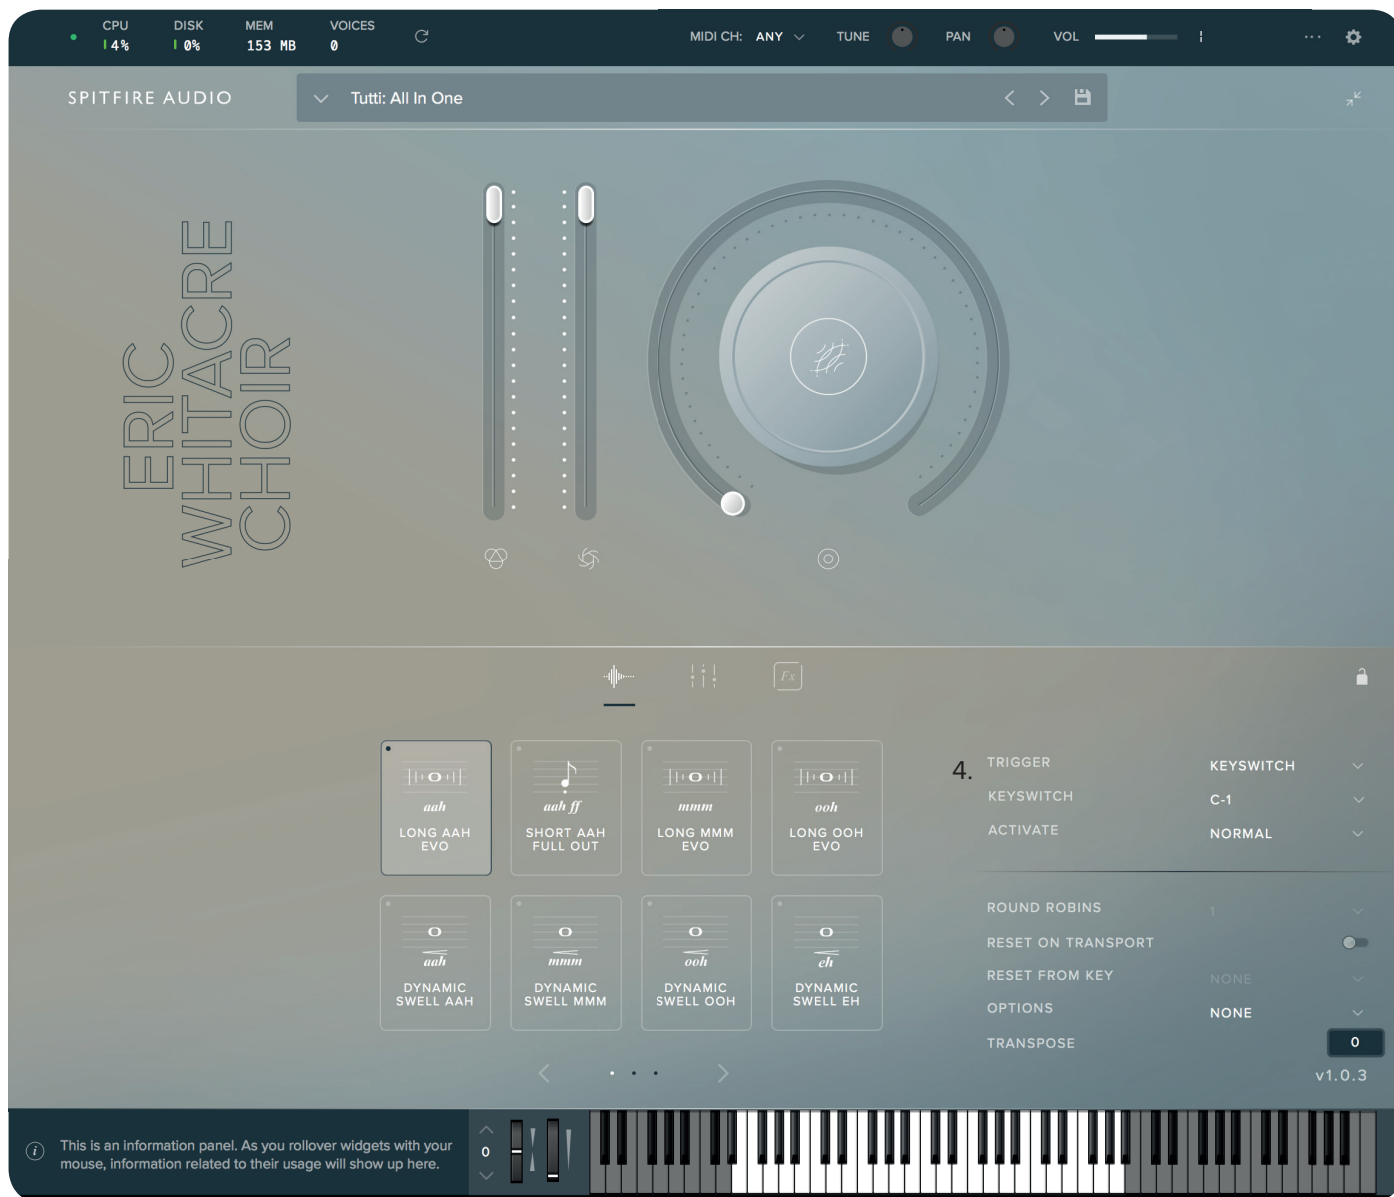 CPU DISK MEM VOICES
4% 0% 153 MB 0
MIDI CH: ANY TUNE PAN VOL
SPITFIRE AUDIO
Tutti: All In One
ERIC
WHITACRE
CHOIR
Fx
aah
LONG AAH
EVO
aah ff
SHORT AAH
FULL OUT
mmm
LONG MMM
EVO
ooh
LONG OOH
EVO
aah
DYNAMIC
SWELL AAH
mmm
DYNAMIC
SWELL MMM
ooh
DYNAMIC
SWELL OOH
eh
DYNAMIC
SWELL EH
4.
TRIGGER KEYSWITCH
KEYSWITCH C-1
ACTIVATE NORMAL
ROUND ROBINS 1
RESET ON TRANSPORT
RESET FROM KEY NONE
OPTIONS NONE
TRANSPOSE 0
v1.0.3
i
This is an information panel. As you rollover widgets with your
mouse, information related to their usage will show up here.
0